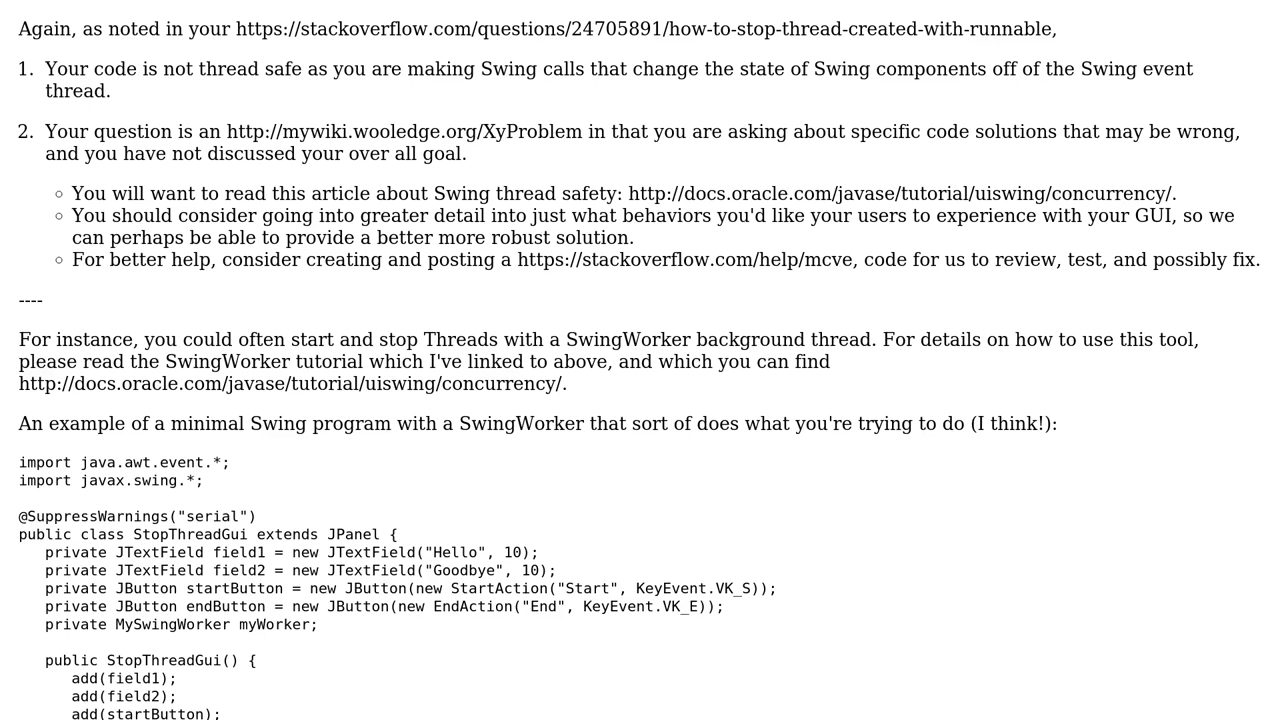 Again, as noted in your https://stackoverflow.com/questions/24705891/how-to-stop-thread-created-with-runnable,
1. Your code is not thread safe as you are making Swing calls that change the state of Swing components off of the Swing event
thread.
2. Your question is an http://mywiki.wooledge.org/XyProblem in that you are asking about specific code solutions that may be wrong,
and you have not discussed your over all goal.
○ You will want to read this article about Swing thread safety: http://docs.oracle.com/javase/tutorial/uiswing/concurrency/.
○ You should consider going into greater detail into just what behaviors you'd like your users to experience with your GUI, so we
can perhaps be able to provide a better more robust solution.
○ For better help, consider creating and posting a https://stackoverflow.com/help/mcve, code for us to review, test, and possibly fix.
----
For instance, you could often start and stop Threads with a SwingWorker background thread. For details on how to use this tool,
please read the SwingWorker tutorial which I've linked to above, and which you can find
http://docs.oracle.com/javase/tutorial/uiswing/concurrency/.
An example of a minimal Swing program with a SwingWorker that sort of does what you're trying to do (I think!):
import java.awt.event.*;
import javax.swing.*;
@SuppressWarnings("serial")
public class StopThreadGui extends JPanel {
   private JTextField field1 = new JTextField("Hello", 10);
   private JTextField field2 = new JTextField("Goodbye", 10);
   private JButton startButton = new JButton(new StartAction("Start", KeyEvent.VK_S));
   private JButton endButton = new JButton(new EndAction("End", KeyEvent.VK_E));
   private MySwingWorker myWorker;
   public StopThreadGui() {
      add(field1);
      add(field2);
      add(startButton);